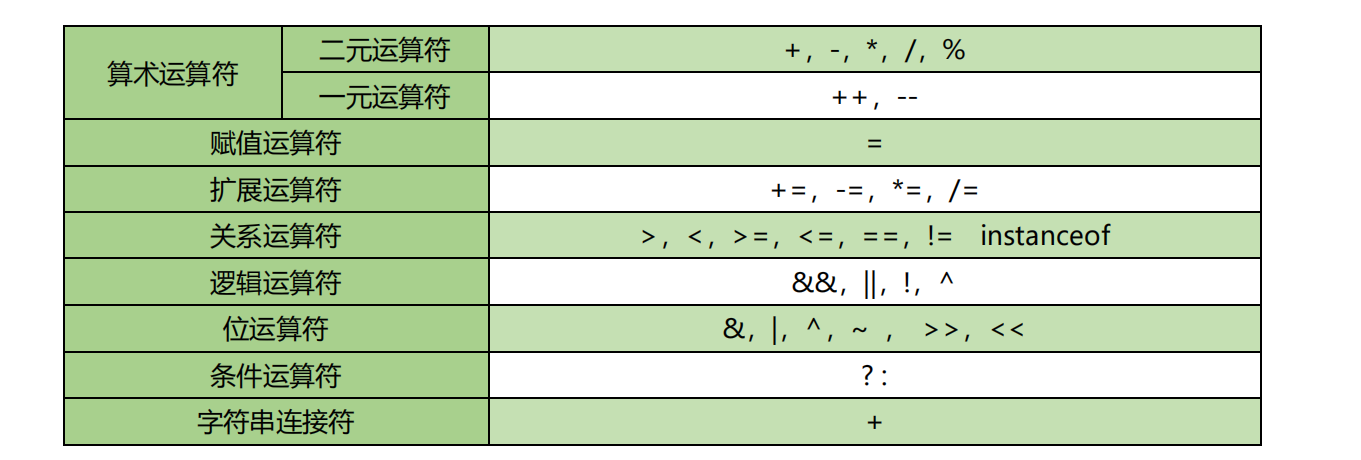 算术运算符 二元运算符 +, -, *, /, %
一元运算符 ++, --
赋值运算符 =
扩展运算符 +=, -=, *=, /=
关系运算符 >, <, >=, <=, ==, != instanceof
逻辑运算符 &&, ||, !, ^
位运算符 &, |, ^, ~ , >>, <<
条件运算符 ? :
字符串连接符 +